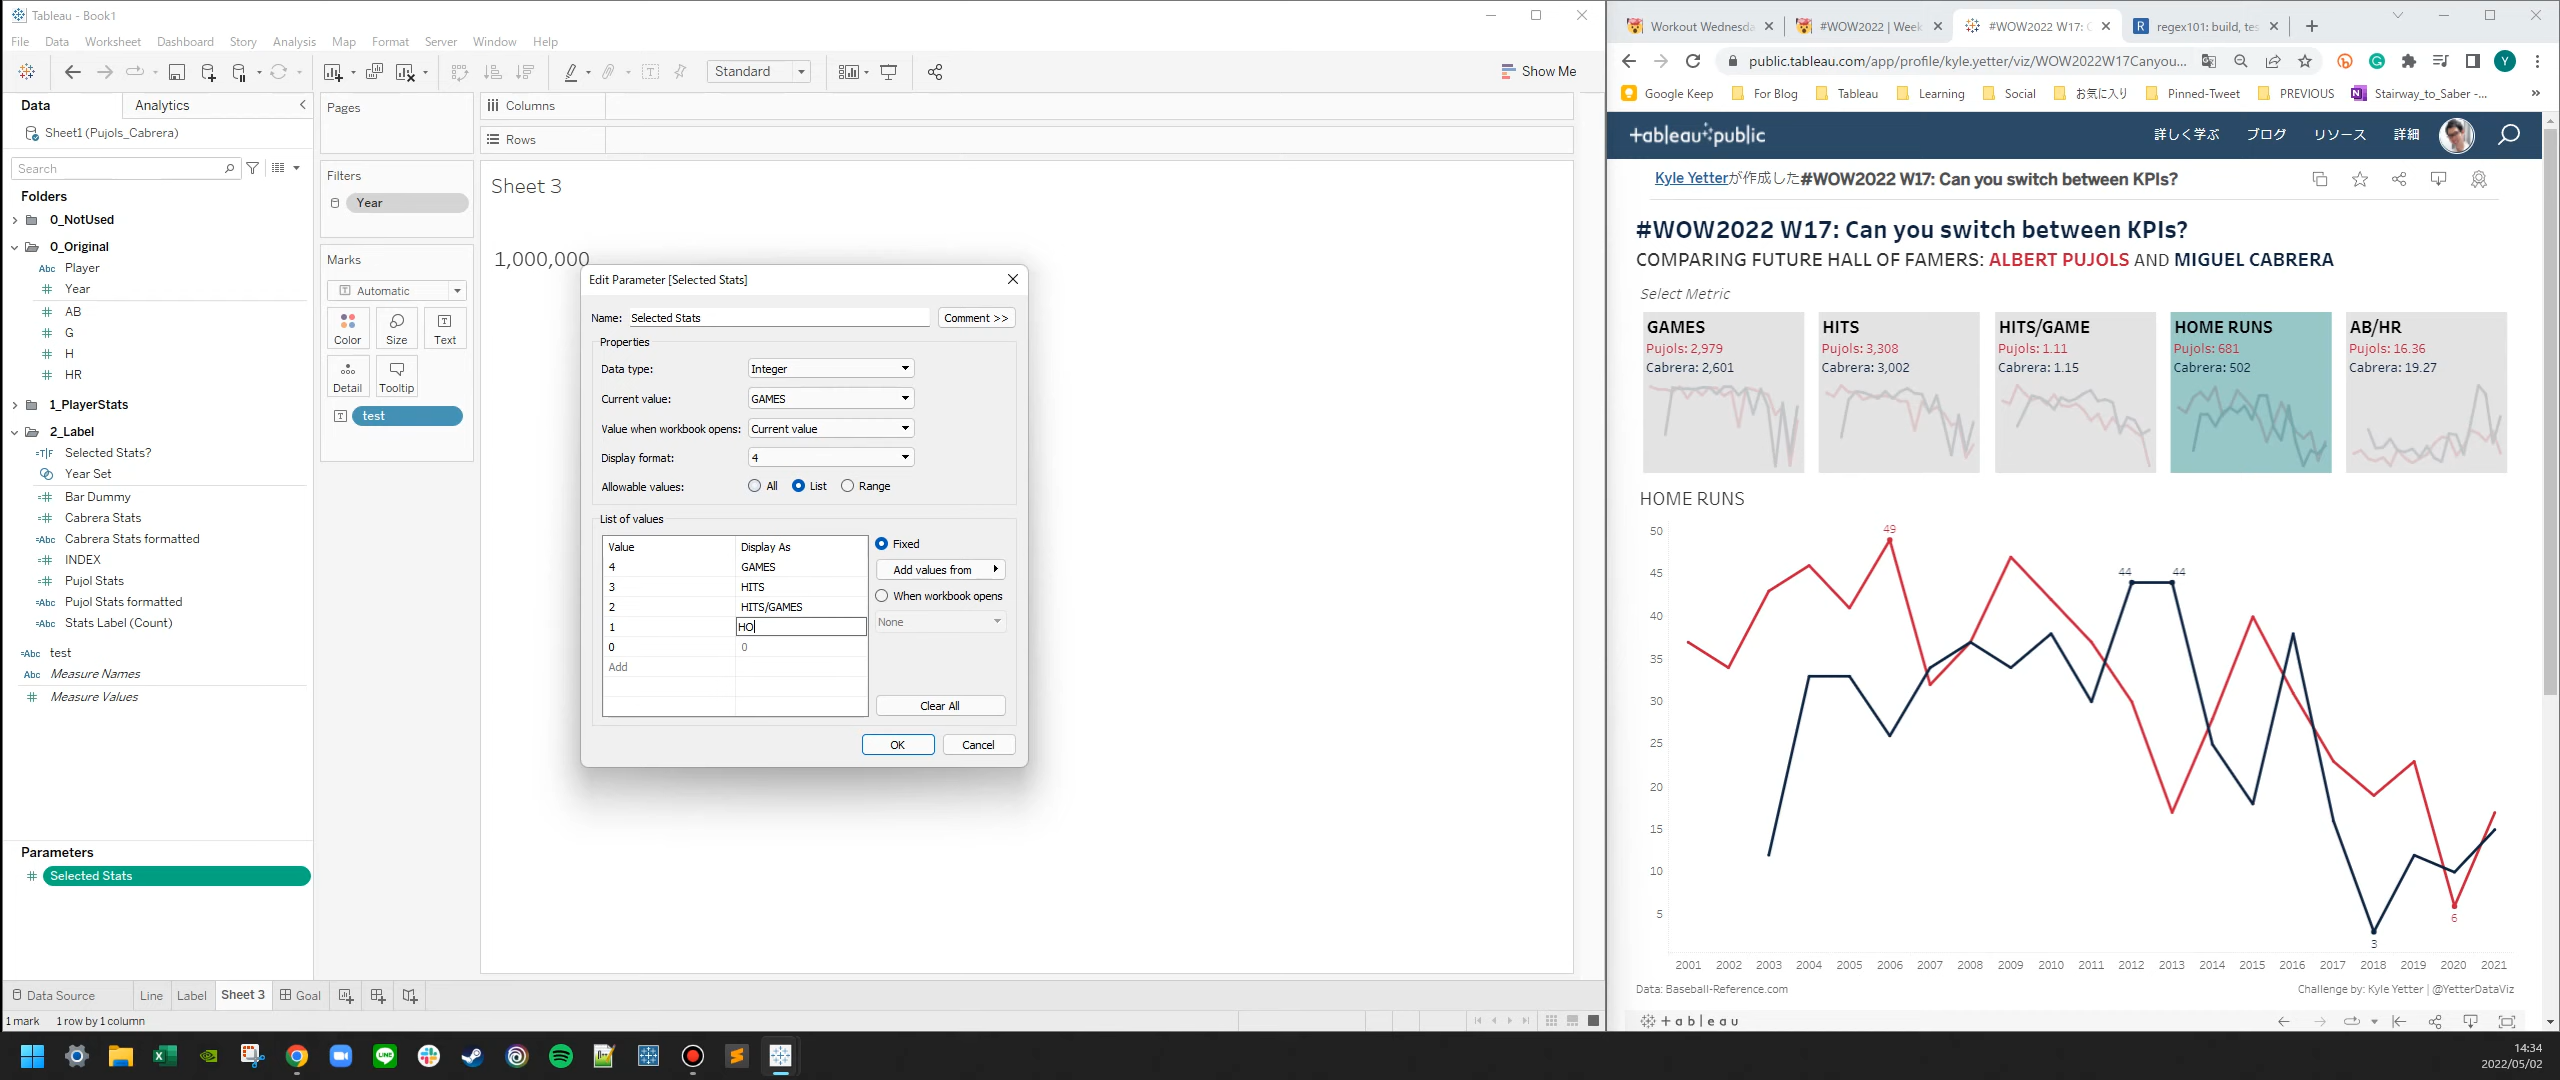 Tableau - Book1
File Data Worksheet Dashboard Story Analysis Map Format Server Window Help
Standard
Show Me
Data Analytics
Sheet1 (Pujols_Cabrera)
Search
Folders
0_NotUsed
0_Original
Abc Player
Year
AB
G
H
HR
1_PlayerStats
2_Label
=T|F Selected Stats?
Year Set
Bar Dummy
Cabrera Stats
=Abc Cabrera Stats formatted
INDEX
Pujol Stats
=Abc Pujol Stats formatted
=Abc Stats Label (Count)
=Abc test
Abc Measure Names
Measure Values
Parameters
Selected Stats
Pages
Filters
Year
Marks
Automatic
Color Size Text
Detail Tooltip
test
Columns
Rows
Sheet 3
1,000,000
Edit Parameter [Selected Stats]
Name: Selected Stats Comment >>
Properties
Data type: Integer
Current value: GAMES
Value when workbook opens: Current value
Display format: 4
Allowable values: All List Range
List of values
Value Display As
4 GAMES
3 HITS
2 HITS/GAMES
1 HO
0 0
Add
Fixed
Add values from
When workbook opens
None
Clear All
OK Cancel
Data Source Line Label Sheet 3 Goal
1 mark 1 row by 1 column
Workout Wednesda
#WOW2022 | Week
#WOW2022 W17: C
regex101: build, tes
public.tableau.com/app/profile/kyle.yetter/viz/WOW2022W17Canyou...
Y
Google Keep For Blog Tableau Learning Social お気に入り Pinned-Tweet PREVIOUS Stairway_to_Saber -... »
+ableau+public
詳しく学ぶ ブログ リソース 詳細
Kyle Yetterが作成した#WOW2022 W17: Can you switch between KPIs?
#WOW2022 W17: Can you switch between KPIs?
COMPARING FUTURE HALL OF FAMERS: ALBERT PUJOLS AND MIGUEL CABRERA
Select Metric
GAMES
Pujols: 2,979
Cabrera: 2,601
HITS
Pujols: 3,308
Cabrera: 3,002
HITS/GAME
Pujols: 1.11
Cabrera: 1.15
HOME RUNS
Pujols: 681
Cabrera: 502
AB/HR
Pujols: 16.36
Cabrera: 19.27
HOME RUNS
50
45
40
35
30
25
20
15
10
5
49
44 44
6
3
2001 2002 2003 2004 2005 2006 2007 2008 2009 2010 2011 2012 2013 2014 2015 2016 2017 2018 2019 2020 2021
Data: Baseball-Reference.com
Challenge by: Kyle Yetter | @YetterDataViz
+ableau
14:34
2022/05/02